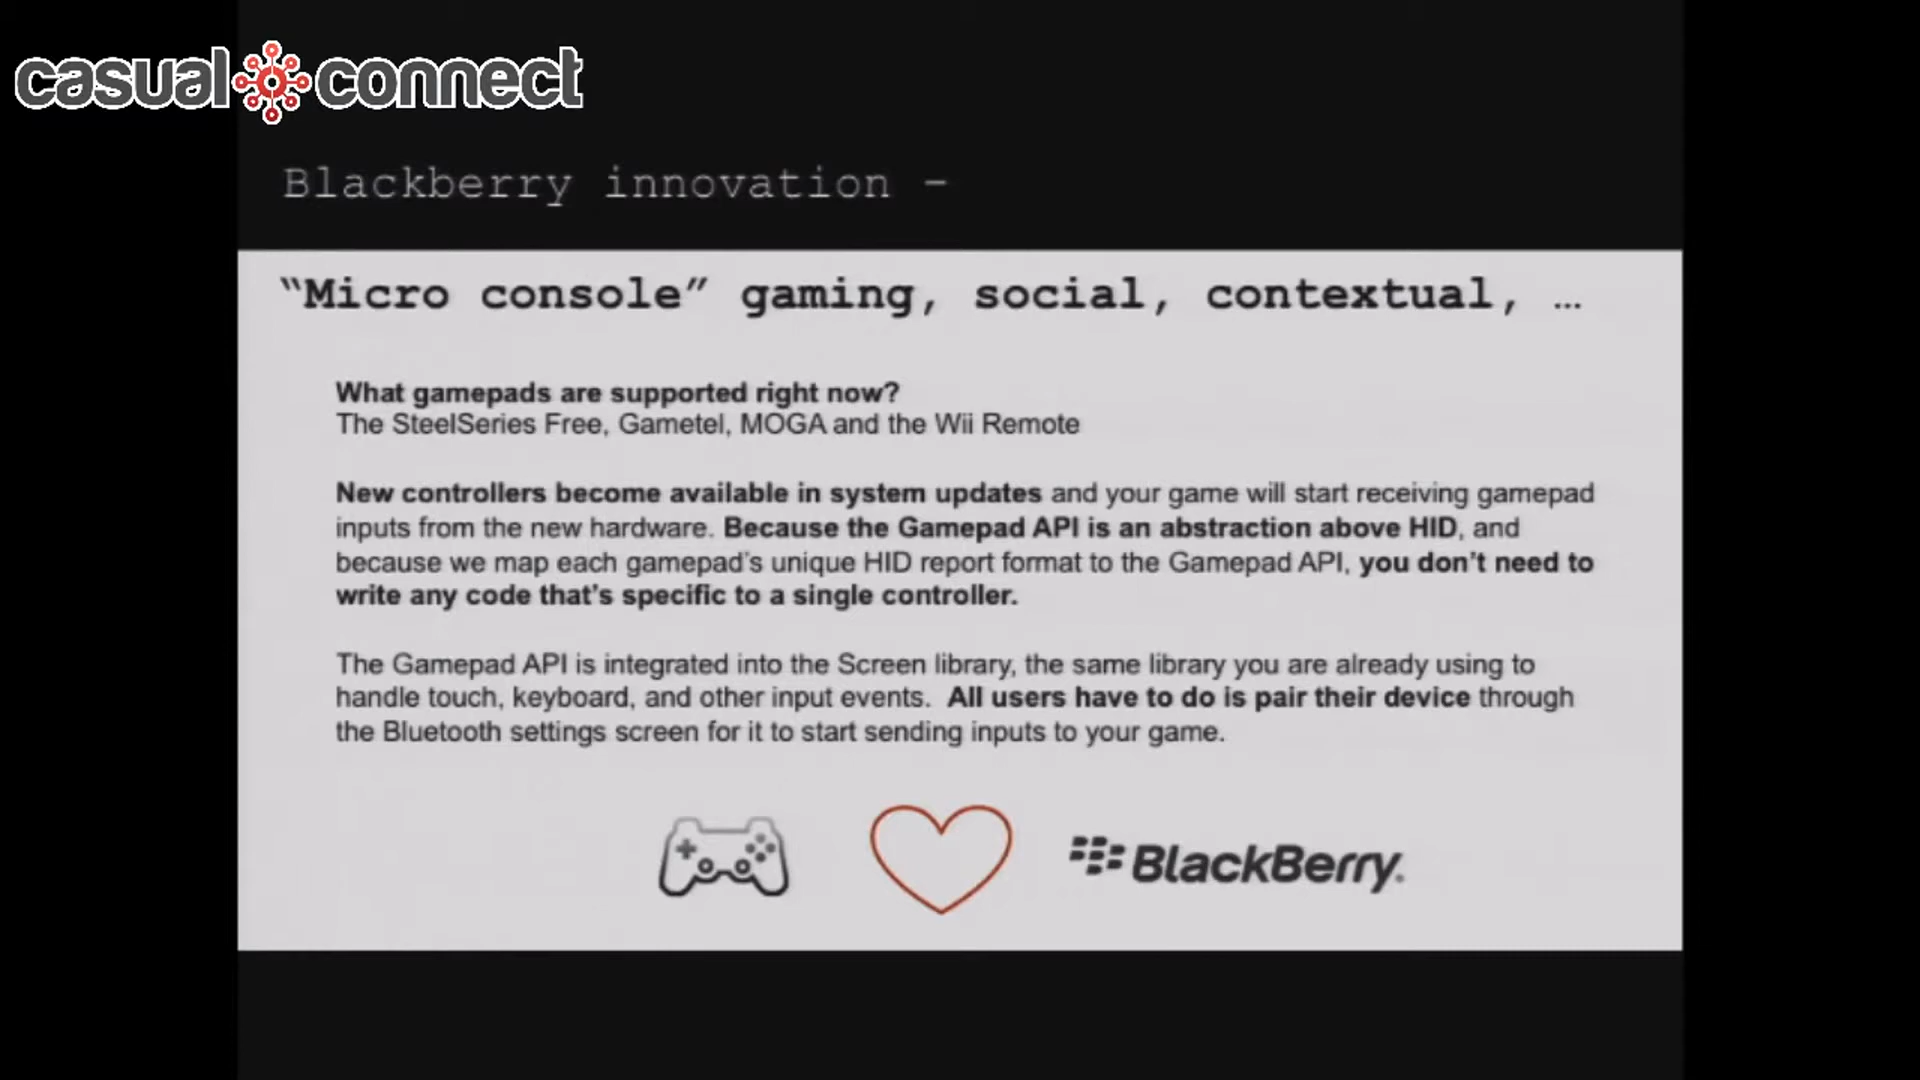 casual connect
Blackberry innovation -
“Micro console” gaming, social, contextual, …
What gamepads are supported right now?
The SteelSeries Free, Gametel, MOGA and the Wii Remote
New controllers become available in system updates and your game will start receiving gamepad
inputs from the new hardware. Because the Gamepad API is an abstraction above HID, and
because we map each gamepad’s unique HID report format to the Gamepad API, you don’t need to
write any code that’s specific to a single controller.
The Gamepad API is integrated into the Screen library, the same library you are already using to
handle touch, keyboard, and other input events. All users have to do is pair their device through
the Bluetooth settings screen for it to start sending inputs to your game.
BlackBerry.